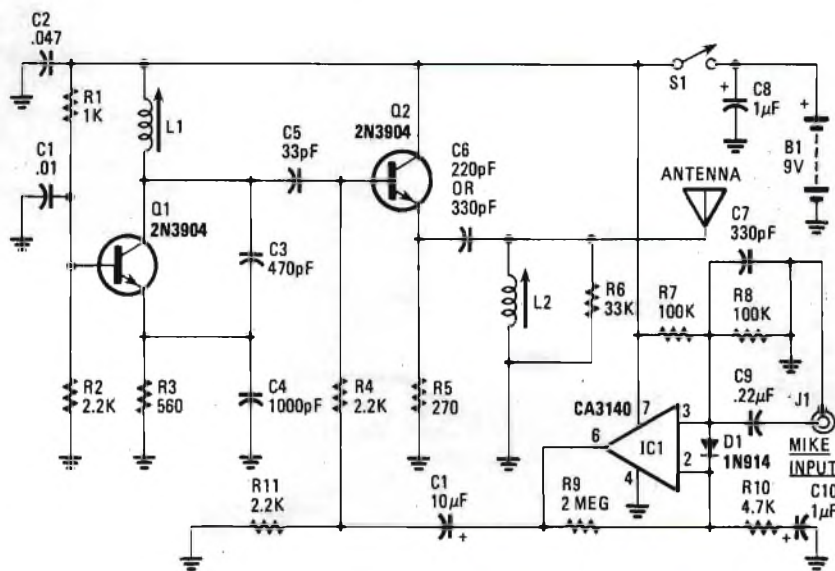 C2
.047
R1
1K
L1
C1
.01
Q1
2N3904
C5
33pF
Q2
2N3904
C3
470pF
C6
220pF
OR
330pF
S1
+
C8
1µF
+
B1
9V
ANTENNA
C7
330pF
L2
R6
33K
R7
100K
R8
100K
R2
2.2K
R3
560
C4
1000pF
R4
2.2K
R5
270
CA3140
7
3
6
IC1
2
4
C9
.22µF
J1
D1
1N914
MIKE
INPUT
R11
2.2K
C1
10µF
+
R9
2 MEG
R10
4.7K
+
C10
1µF